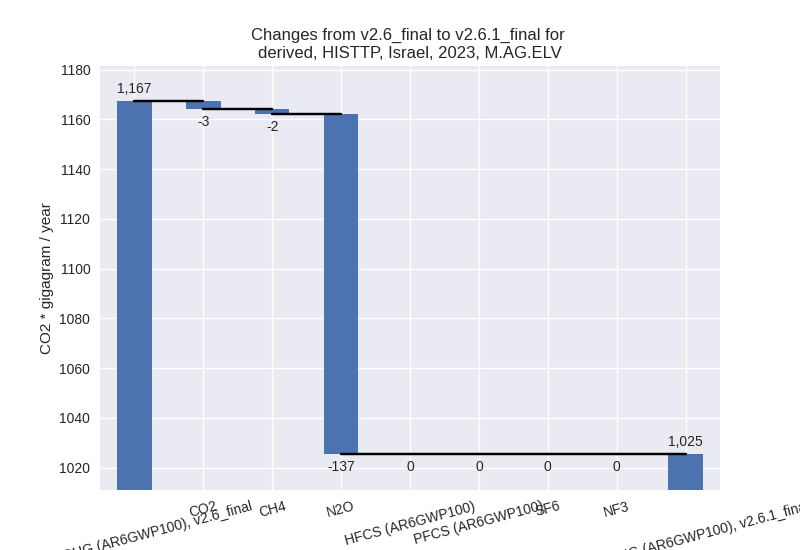 Changes from v2.6_final to v2.6.1_final for
derived, HISTTP, Israel, 2023, M.AG.ELV
CO2 * gigagram / year
1180
1160
1140
1120
1100
1080
1060
1040
1020
1,167
-3
-2
-137
0
0
0
0
1,025
(AR6GWP100), v2.6_final
CO2
CH4
N2O
HFCS (AR6GWP100)
PFCS (AR6GWP100)
SF6
NF3
(AR6GWP100), v2.6.1_fina